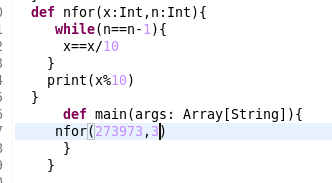 def nfor(x:Int,n:Int){
while(n==n-1){
x==x/10
}
print(x%10)
}
def main(args: Array[String]){
nfor(273973,3)
}
}